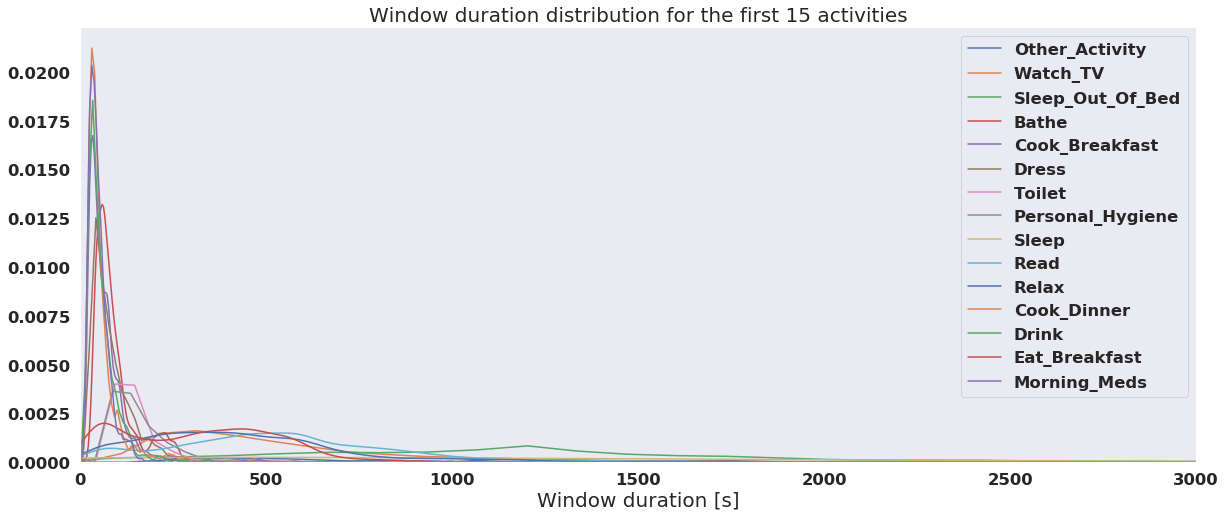 Window duration distribution for the first 15 activities
0.0200
0.0175
0.0150
0.0125
0.0100
0.0075
0.0050
0.0025
0.0000
Other_Activity
Watch_TV
Sleep_Out_Of_Bed
Bathe
Cook_Breakfast
Dress
Toilet
Personal_Hygiene
Sleep
Read
Relax
Cook_Dinner
Drink
Eat_Breakfast
Morning_Meds
0 500 1000 1500 2000 2500 3000
Window duration [s]